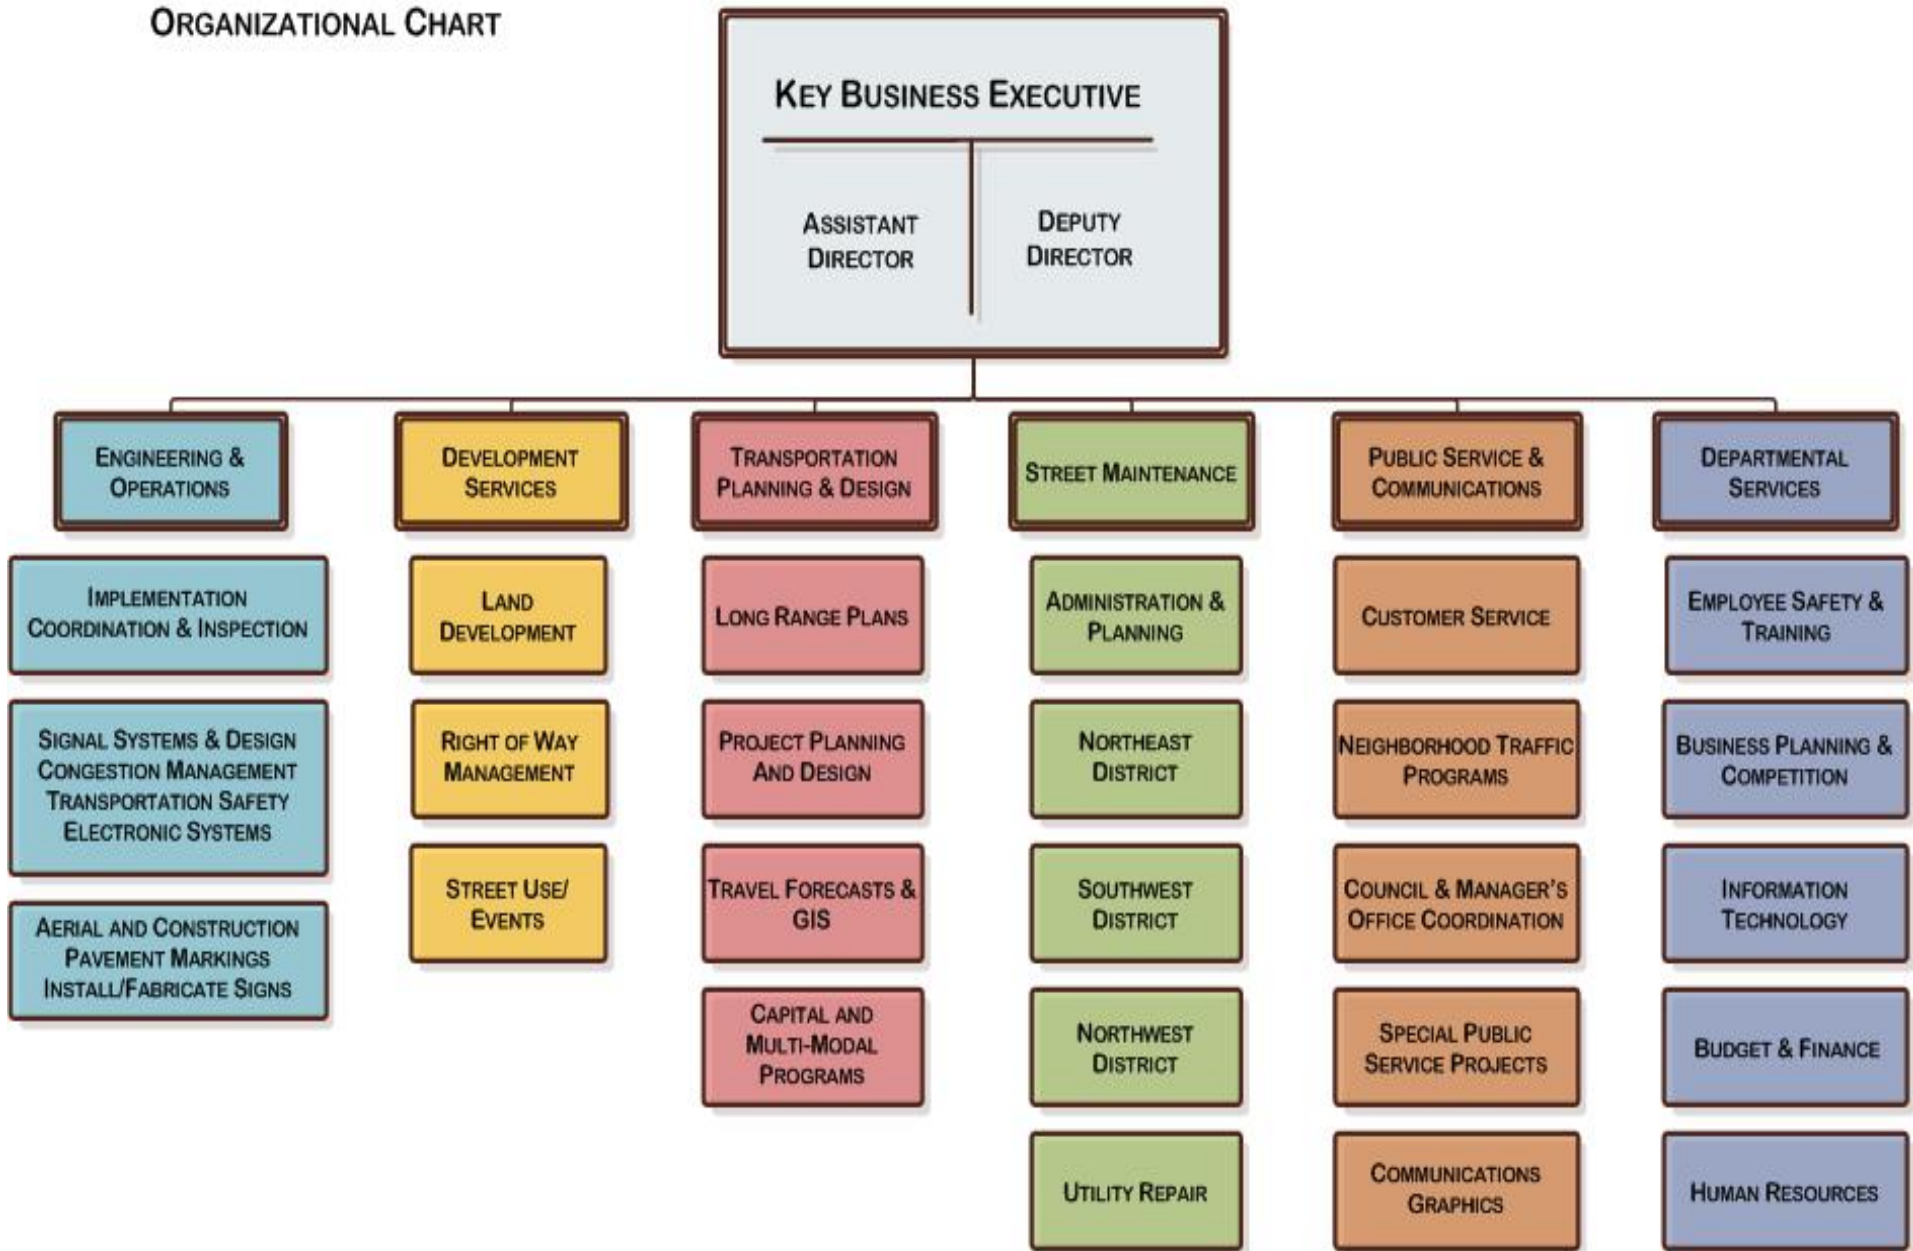 ORGANIZATIONAL CHART
KEY BUSINESS EXECUTIVE
ASSISTANT
DIRECTOR
DEPUTY
DIRECTOR
ENGINEERING &
OPERATIONS
IMPLEMENTATION
COORDINATION & INSPECTION
SIGNAL SYSTEMS & DESIGN
CONGESTION MANAGEMENT
TRANSPORTATION SAFETY
ELECTRONIC SYSTEMS
AERIAL AND CONSTRUCTION
PAVEMENT MARKINGS
INSTALL/FABRICATE SIGNS
DEVELOPMENT
SERVICES
LAND
DEVELOPMENT
RIGHT OF WAY
MANAGEMENT
STREET USE/
EVENTS
TRANSPORTATION
PLANNING & DESIGN
LONG RANGE PLANS
PROJECT PLANNING
AND DESIGN
TRAVEL FORECASTS &
GIS
CAPITAL AND
MULTI-MODAL
PROGRAMS
STREET MAINTENANCE
ADMINISTRATION &
PLANNING
NORTHEAST
DISTRICT
SOUTHWEST
DISTRICT
NORTHWEST
DISTRICT
UTILITY REPAIR
PUBLIC SERVICE &
COMMUNICATIONS
CUSTOMER SERVICE
NEIGHBORHOOD TRAFFIC
PROGRAMS
COUNCIL & MANAGER'S
OFFICE COORDINATION
SPECIAL PUBLIC
SERVICE PROJECTS
COMMUNICATIONS
GRAPHICS
DEPARTMENTAL
SERVICES
EMPLOYEE SAFETY &
TRAINING
BUSINESS PLANNING &
COMPETITION
INFORMATION
TECHNOLOGY
BUDGET & FINANCE
HUMAN RESOURCES